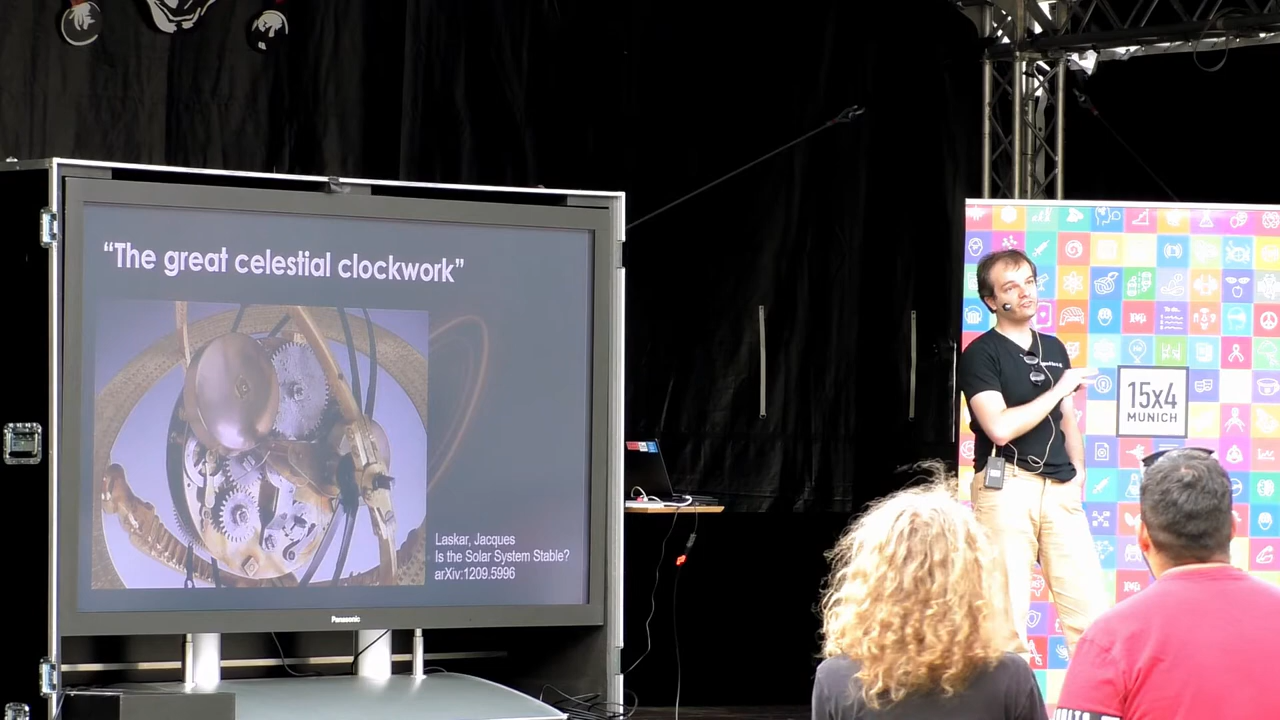 “The great celestial clockwork”
Laskar, Jacques
Is the Solar System Stable?
arXiv:1209.5996
Panasonic
15x4
MUNICH